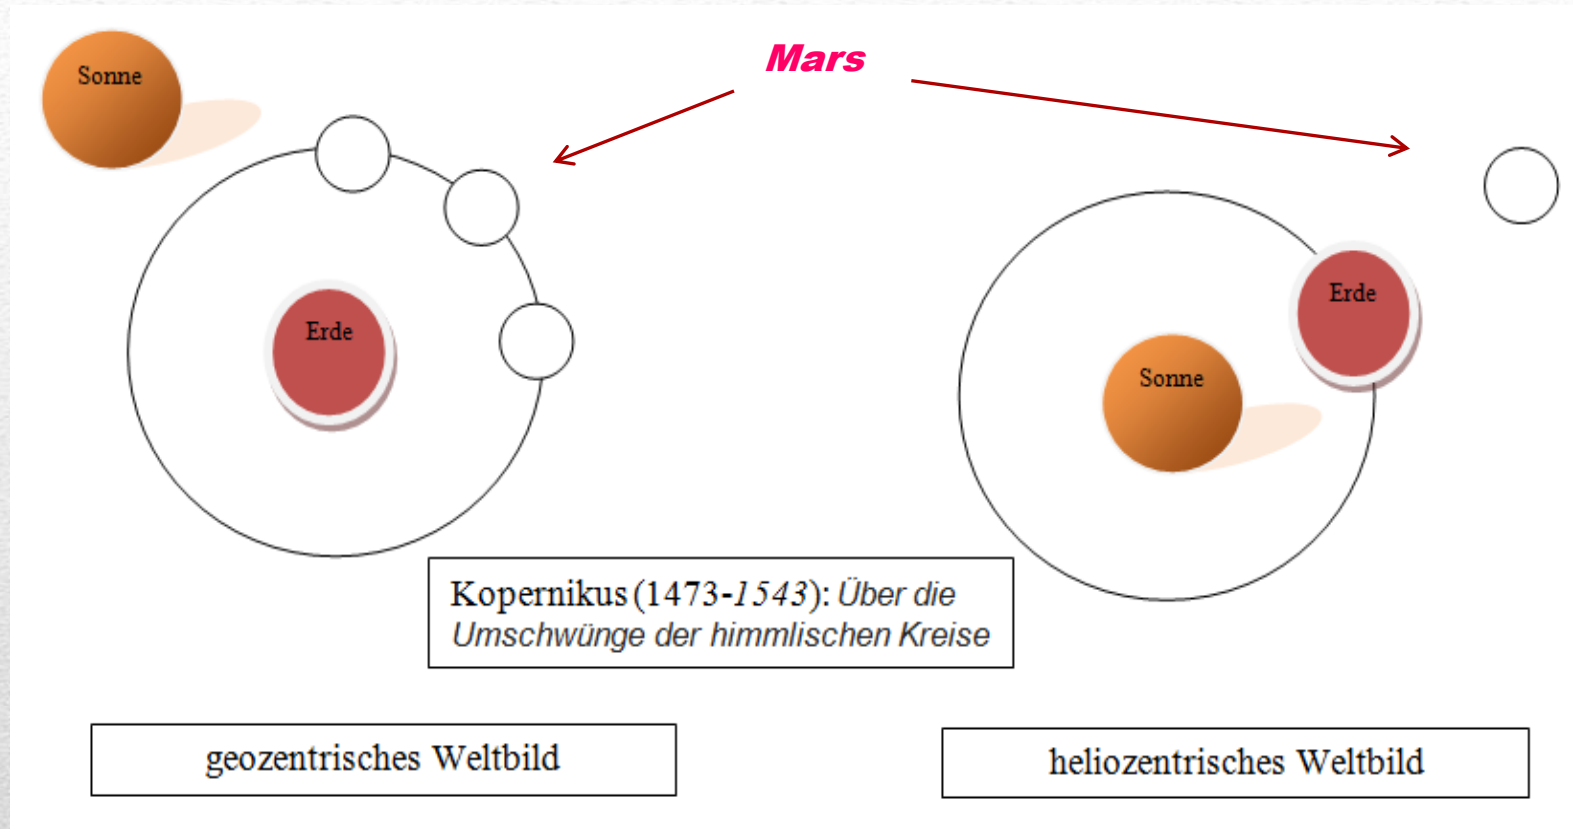 Mars
Sonne
Erde
Erde
Sonne
Kopernikus (1473-1543): Über die
Umschwünge der himmlischen Kreise
geozentrisches Weltbild
heliozentrisches Weltbild